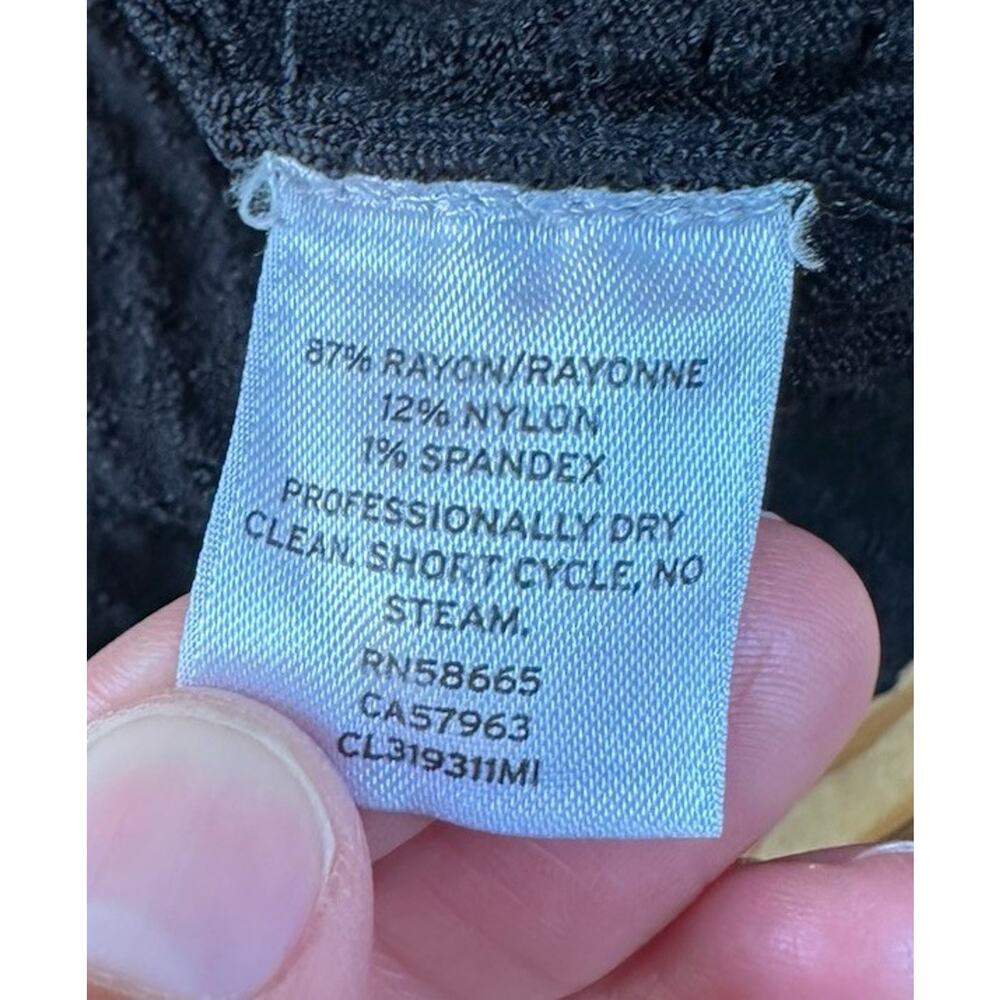 87% RAYON/RAYONNE
12% NYLON
1% SPANDEX
PROFESSIONALLY DRY
CLEAN. SHORT CYCLE, NO
STEAM.
RN58665
CA57963
CL319311MI